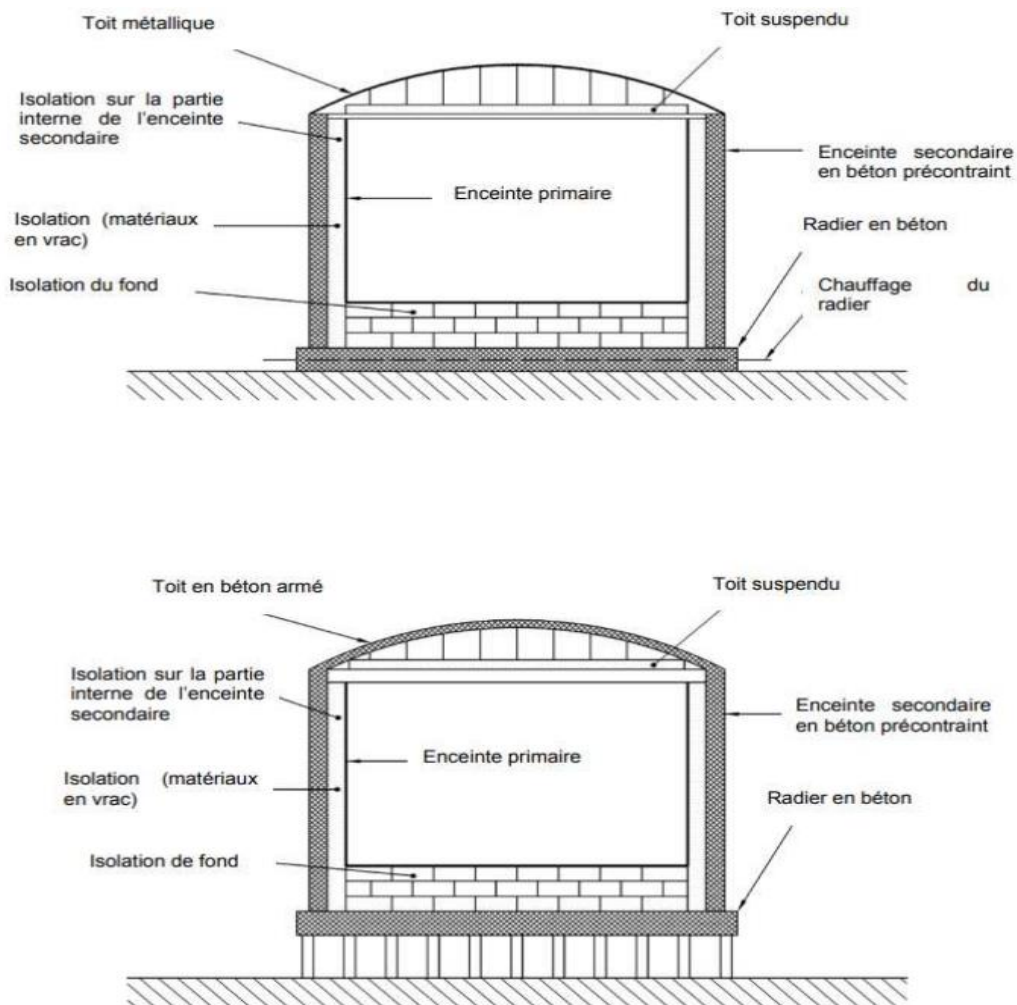 Toit métallique
Toit suspendu
Isolation sur la partie
interne de l'enceinte
secondaire
Enceinte secondaire
en béton précontraint
Enceinte primaire
Isolation (matériaux
en vrac)
Radier en béton
Isolation du fond
Chauffage du
radier
Toit en béton armé
Toit suspendu
Isolation sur la partie
interne de l'enceinte
secondaire
Enceinte secondaire
en béton précontraint
Enceinte primaire
Isolation (matériaux
en vrac)
Radier en béton
Isolation de fond